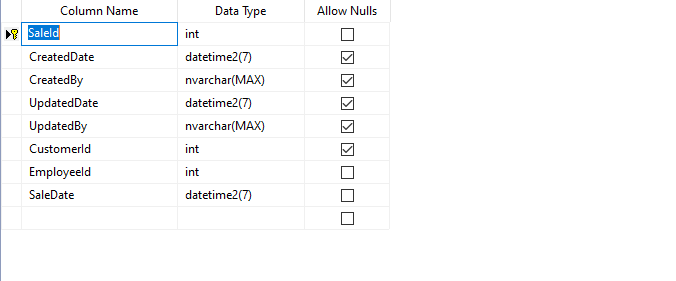 Column Name Data Type Allow Nulls
SaleId int
CreatedDate datetime2(7)
CreatedBy nvarchar(MAX)
UpdatedDate datetime2(7)
UpdatedBy nvarchar(MAX)
CustomerId int
EmployeeId int
SaleDate datetime2(7)